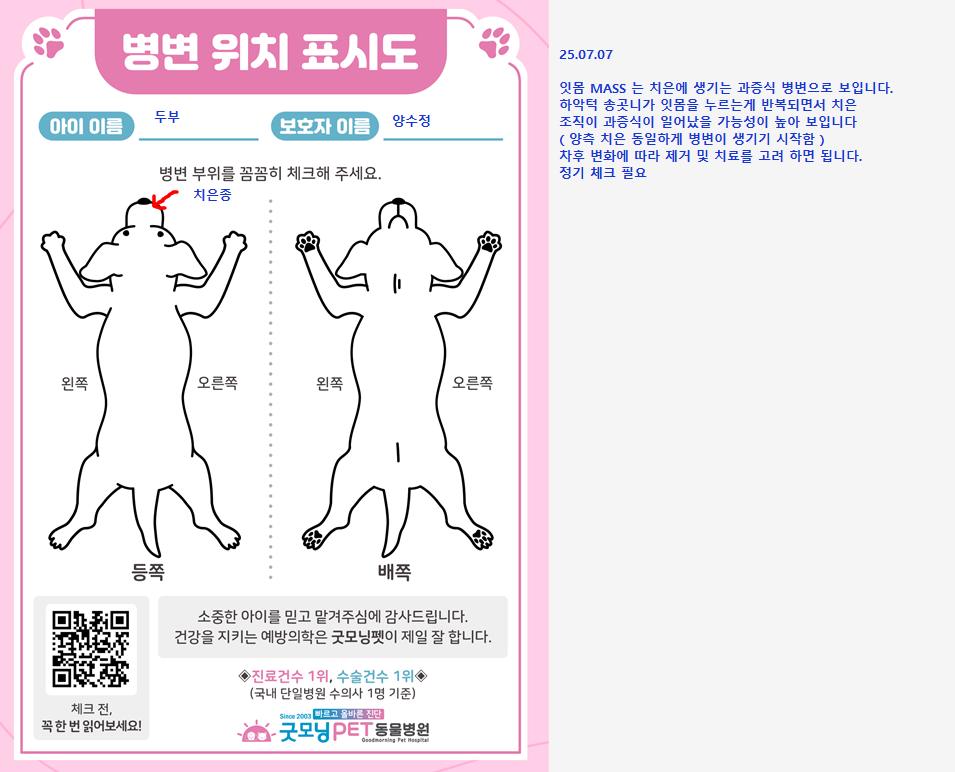 병변 위치 표시도
아이 이름 두부
보호자 이름 양수정
병변 부위를 꼼꼼히 체크해 주세요.
치은종
왼쪽 오른쪽
왼쪽 오른쪽
등쪽
배쪽
체크 전,
꼭 한 번 읽어보세요!
소중한 아이를 믿고 맡겨주심에 감사드립니다.
건강을 지키는 예방의학은 굿모닝펫이 제일 잘 합니다.
◈진료건수 1위, 수술건수 1위◈
(국내 단일병원 수의사 1명 기준)
Since 2003 빠르고 올바른 진단
굿모닝PET동물병원
Goodmorning Pet Hospital
25.07.07
잇몸 MASS 는 치은에 생기는 과증식 병변으로 보입니다.
하악턱 송곳니가 잇몸을 누르는게 반복되면서 치은
조직이 과증식이 일어났을 가능성이 높아 보입니다
( 양측 치은 동일하게 병변이 생기기 시작함 )
차후 변화에 따라 제거 및 치료를 고려 하면 됩니다.
정기 체크 필요